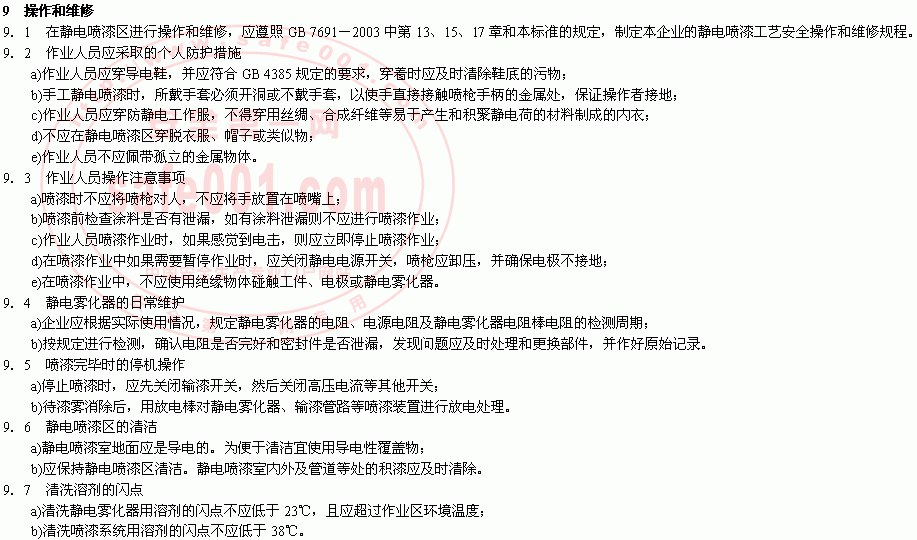 9 操作和维修
9．1 在静电喷漆区进行操作和维修，应遵照 GB 7691—2003 中第 13、15、17 章和本标准的规定，制定本企业的静电喷漆工艺安全操作和维修规程。
9．2 作业人员应采取的个人防护措施
a)作业人员应穿导电鞋，并应符合 GB 4385 规定的要求，穿着时应及时清除鞋底的污物；
b)手工静电喷漆时，所戴手套必须开洞或不戴手套，以使手直接接触喷枪手柄的金属处，保证操作者接地；
c)作业人员应穿防静电工作服，不得穿用丝绸、合成纤维等易于产生和积聚静电荷的材料制成的内衣；
d)不应在静电喷漆区穿脱衣服、帽子或类似物；
e)作业人员不应佩带孤立的金属物体。
9．3 作业人员操作注意事项
a)喷漆时不应将喷枪对人，不应将手放置在喷嘴上；
b)喷漆前检查涂料是否有泄漏，如有涂料泄漏则不应进行喷漆作业；
c)作业人员喷漆作业时，如果感觉到电击，则应立即停止喷漆作业；
d)在喷漆作业中如果需要暂停作业时，应关闭静电电源开关，喷枪应卸压，并确保电极不接地；
e)在喷漆作业中，不应使用绝缘物体碰触工件、电极或静电雾化器。
9．4 静电雾化器的日常维护
a)企业应根据实际使用情况，规定静电雾化器的电阻、电源电阻及静电雾化器电阻棒电阻的检测周期；
b)按规定进行检测，确认电阻是否完好和密封件是否泄漏，发现问题应及时处理和更换部件，并作好原始记录。
9．5 喷漆完毕时的停机操作
a)停止喷漆时，应先关闭输漆开关，然后关闭高压电流等其他开关；
b)待漆雾消除后，用放电棒对静电雾化器、输漆管路等喷漆装置进行放电处理。
9．6 静电喷漆区的清洁
a)静电喷漆室地面应是导电的。为便于清洁宜使用导电性覆盖物；
b)应保持静电喷漆区清洁。静电喷漆室内外及管道等处的积漆应及时清除。
9．7 清洗溶剂的闪点
a)清洗静电雾化器用溶剂的闪点不应低于 23℃，且应超过作业区环境温度；
b)清洗喷漆系统用溶剂的闪点不应低于 38℃。
safe001.com